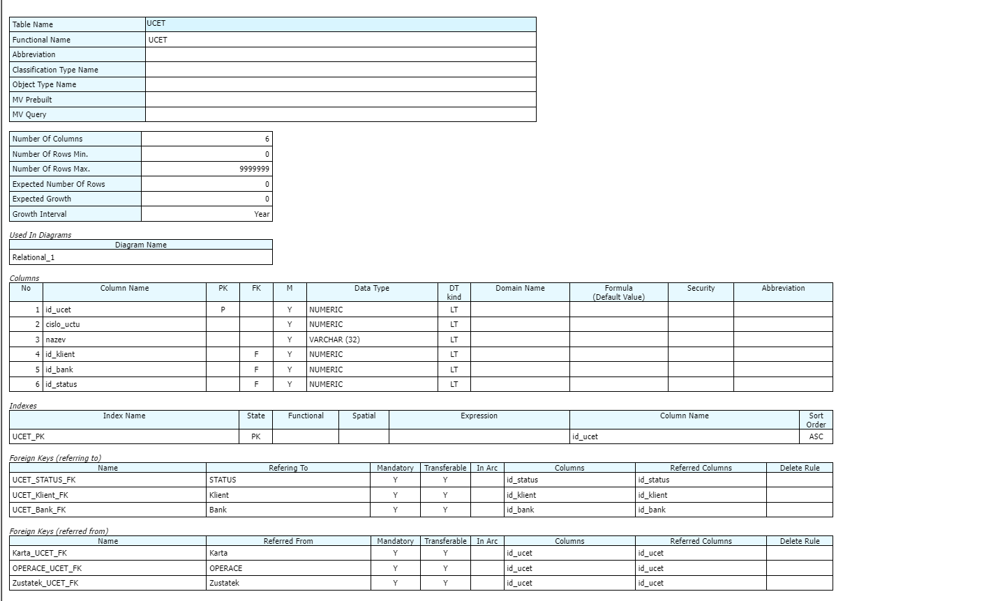 Table Name UCET
Functional Name UCET
Abbreviation
Classification Type Name
Object Type Name
MV Prebuilt
MV Query
Number Of Columns 6
Number Of Rows Min. 0
Number Of Rows Max. 9999999
Expected Number Of Rows 0
Expected Growth 0
Growth Interval Year
Used In Diagrams
Diagram Name
Relational_1
Columns
No Column Name PK FK M Data Type DT kind Domain Name Formula (Default Value) Security Abbreviation
1 id_ucet P Y NUMERIC LT
2 cislo_uctu Y NUMERIC LT
3 nazev Y VARCHAR (32) LT
4 id_klient F Y NUMERIC LT
5 id_bank F Y NUMERIC LT
6 id_status F Y NUMERIC LT
Indexes
Index Name State Functional Spatial Expression Column Name Sort Order
UCET_PK PK id_ucet ASC
Foreign Keys (referring to)
Name Refering To Mandatory Transferable In Arc Columns Referred Columns Delete Rule
UCET_STATUS_FK STATUS Y Y id_status id_status
UCET_Klient_FK Klient Y Y id_klient id_klient
UCET_Bank_FK Bank Y Y id_bank id_bank
Foreign Keys (referred from)
Name Referred From Mandatory Transferable In Arc Columns Referred Columns Delete Rule
Karta_UCET_FK Karta Y Y id_ucet id_ucet
OPERACE_UCET_FK OPERACE Y Y id_ucet id_ucet
Zustatek_UCET_FK Zustatek Y Y id_ucet id_ucet